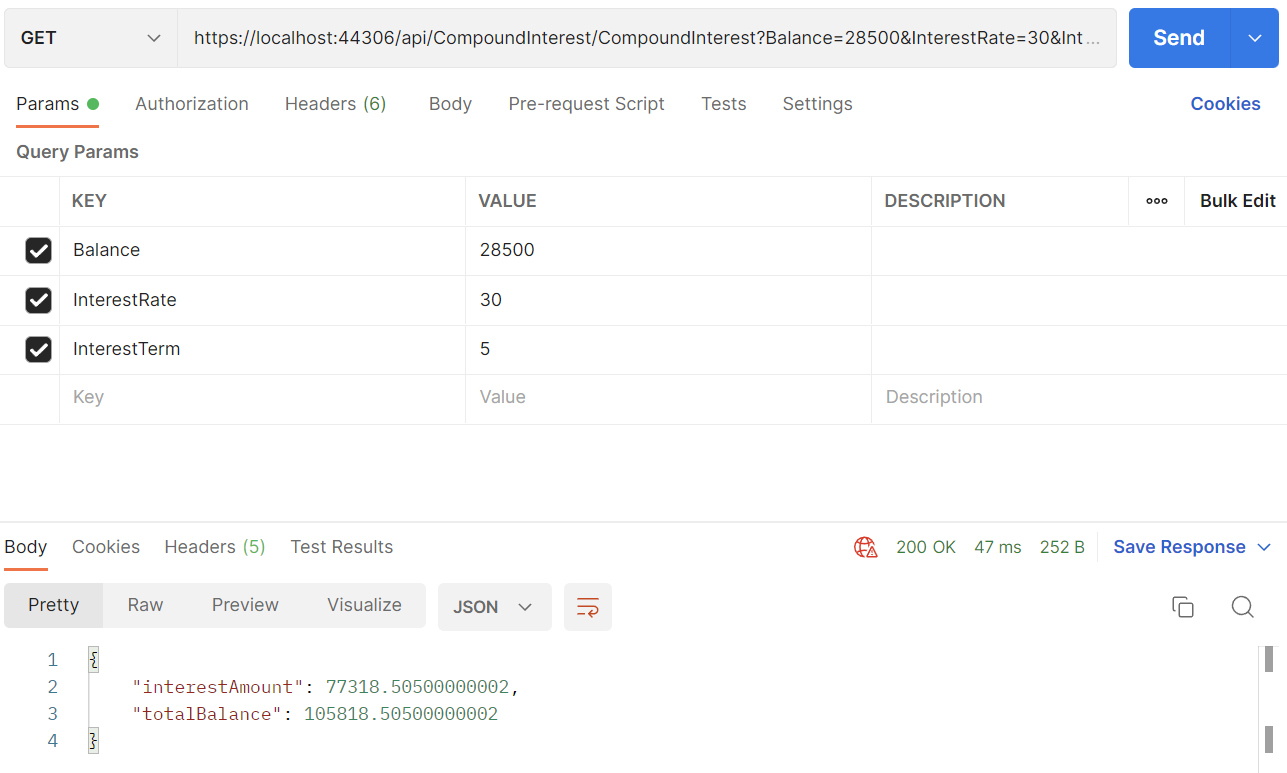 GET https://localhost:44306/api/CompoundInterest/CompoundInterest?Balance=28500&InterestRate=30&Int... Send
Params Authorization Headers (6) Body Pre-request Script Tests Settings Cookies
Query Params
KEY VALUE DESCRIPTION ooo Bulk Edit
Balance 28500
InterestRate 30
InterestTerm 5
Key Value Description
Body Cookies Headers (5) Test Results 200 OK 47 ms 252 B Save Response
Pretty Raw Preview Visualize JSON
1 {
2 "interestAmount": 77318.50500000002,
3 "totalBalance": 105818.50500000002
4 }